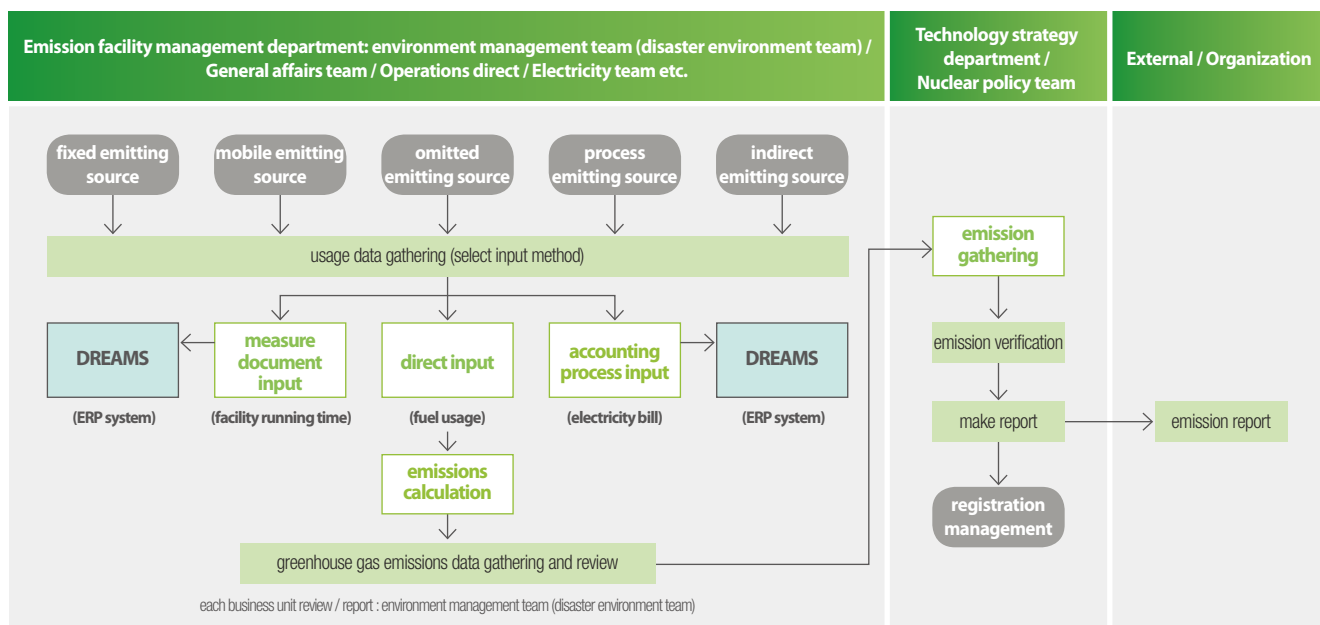 Emission facility management department: environment management team (disaster environment team) /
General affairs team / Operations direct / Electricity team etc.
Technology strategy
department /
Nuclear policy team
External / Organization
fixed emitting
source
mobile emitting
source
omitted
emitting source
process
emitting source
indirect
emitting source
usage data gathering (select input method)
DREAMS
(ERP system)
measure
document
input
(facility running time)
direct input
(fuel usage)
accounting
process input
(electricity bill)
DREAMS
(ERP system)
emissions
calculation
greenhouse gas emissions data gathering and review
each business unit review / report : environment management team (disaster environment team)
emission
gathering
emission verification
make report
registration
management
emission report